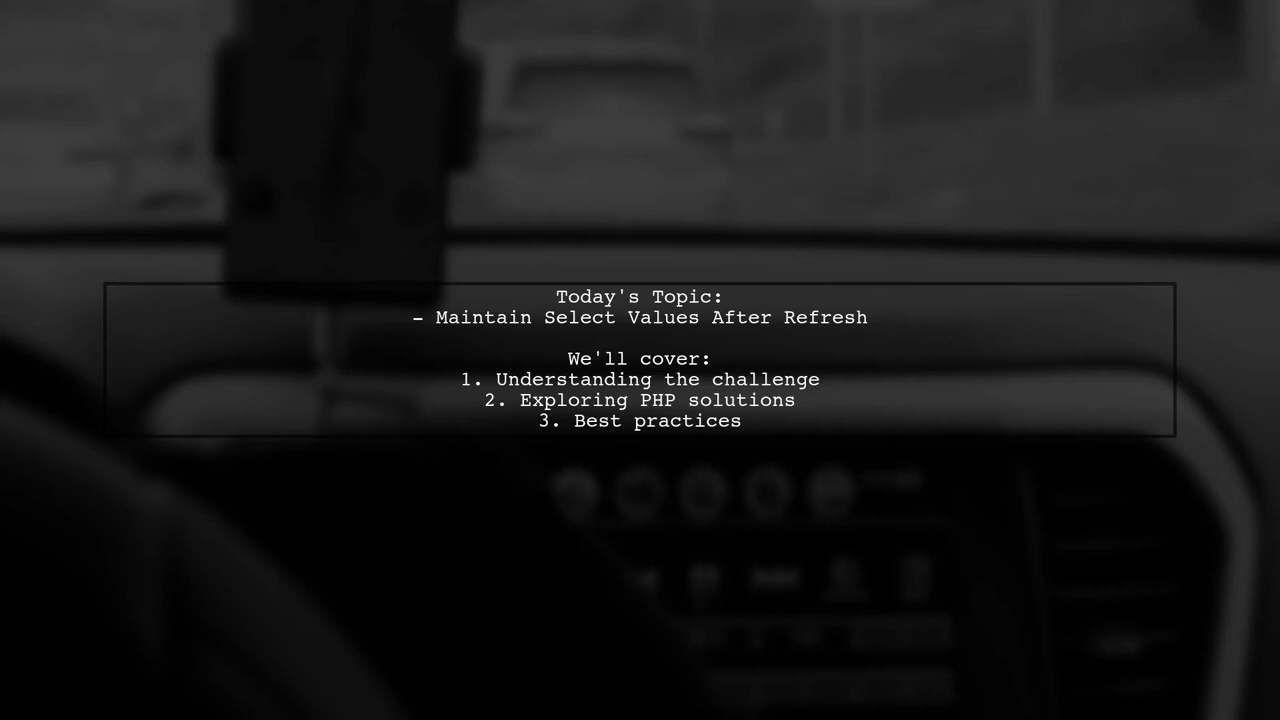 Today's Topic:
- Maintain Select Values After Refresh
We'll cover:
1. Understanding the challenge
2. Exploring PHP solutions
3. Best practices